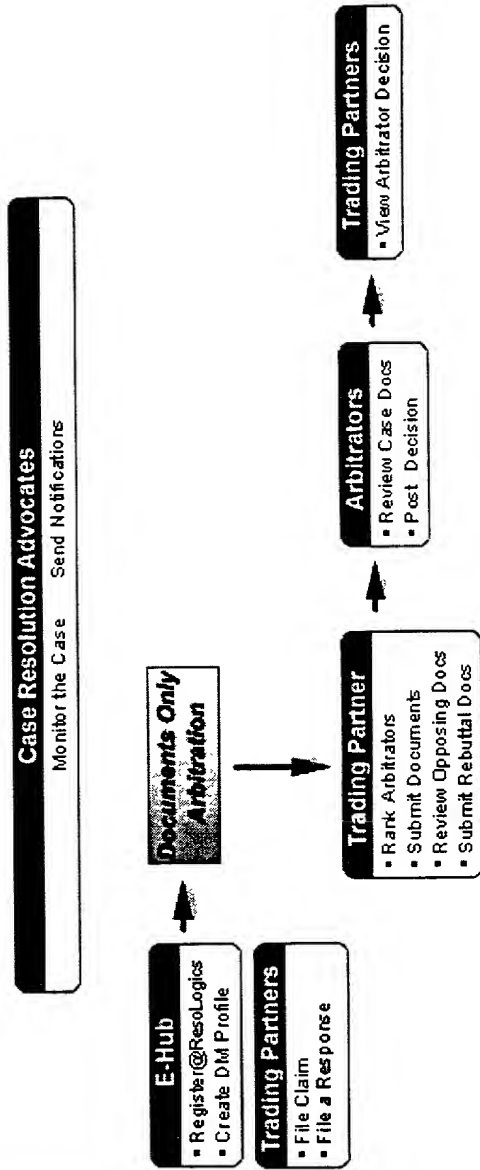 Case Resolution Advocates
Monitor the Case Send Notifications
E-Hub
▪ Register@ResoLogics
▪ Create DM Profile
Trading Partners
▪ File Claim
▪ File a Response
Documents Only
Arbitration
Trading Partner
▪ Rank Arbitrators
▪ Submit Documents
▪ Review Opposing Docs
▪ Submit Rebuttal Docs
Arbitrators
▪ Review Case Docs
▪ Post Decision
Trading Partners
▪ View Arbitrator Decision